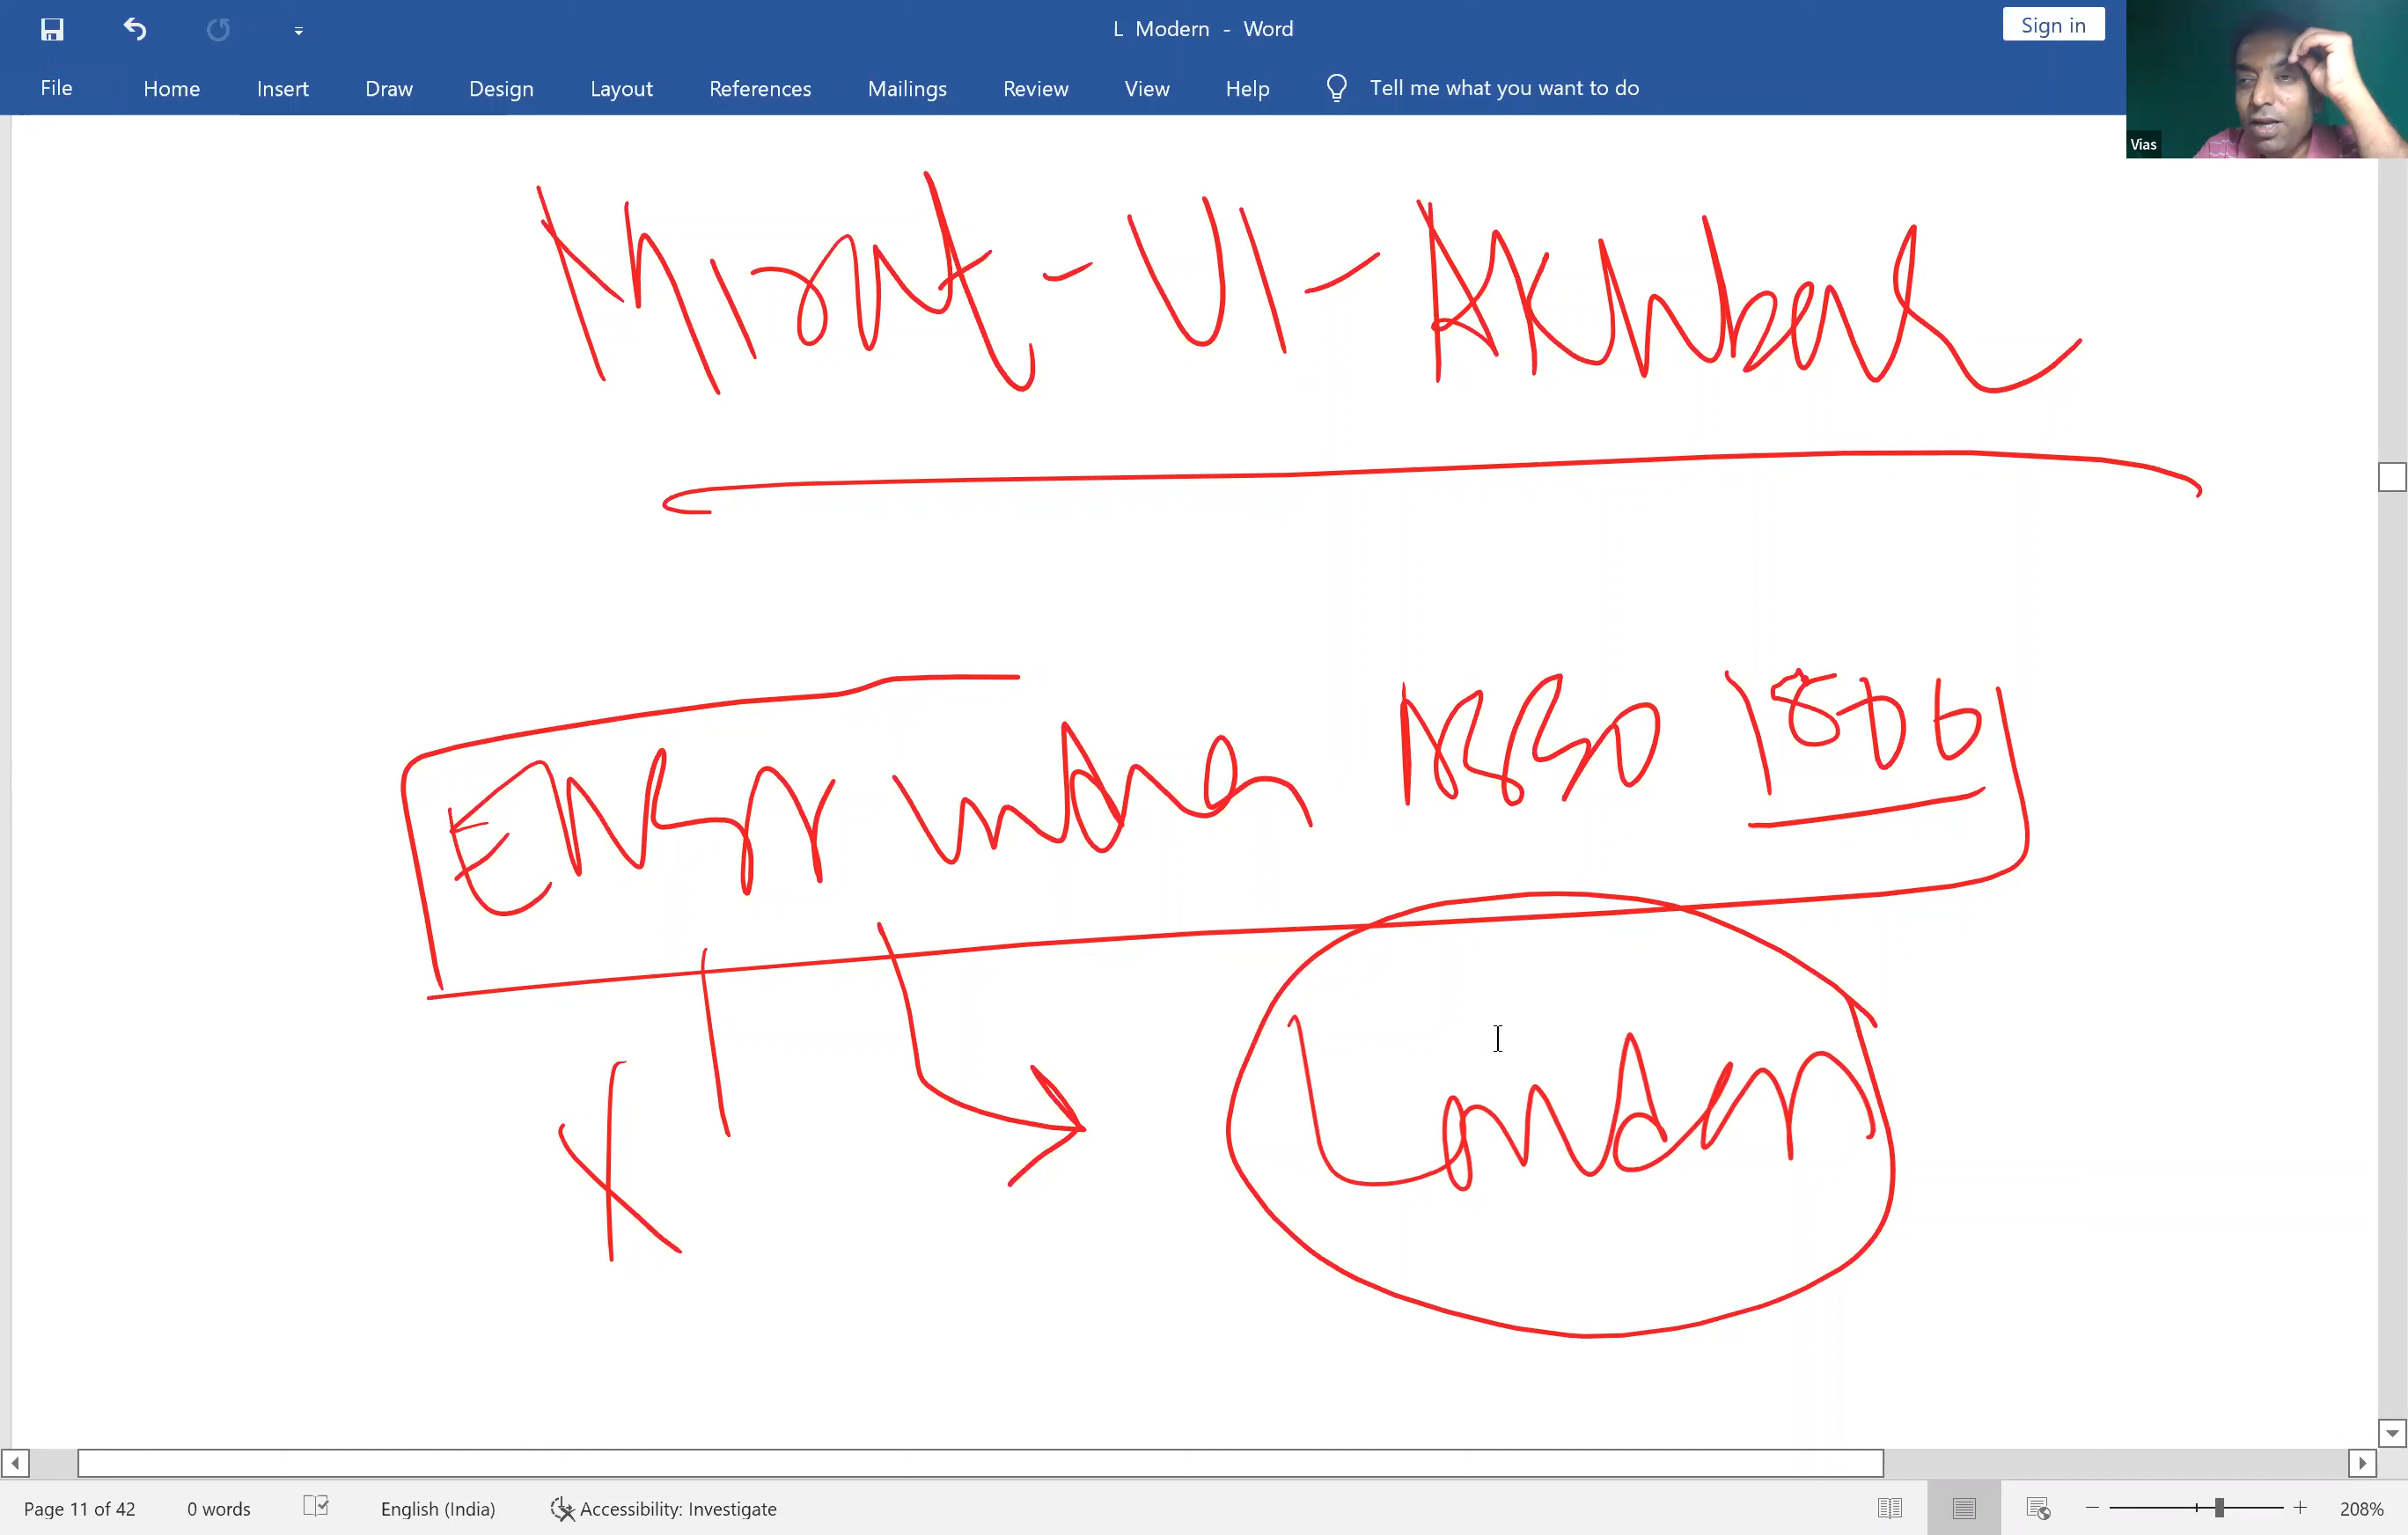 L Modern - Word
Sign in
File Home Insert Draw Design Layout References Mailings Review View Help Tell me what you want to do
Vias
Mirat-Ul-Akhbar
1806
London
X
Page 11 of 42 0 words English (India) Accessibility: Investigate 208%